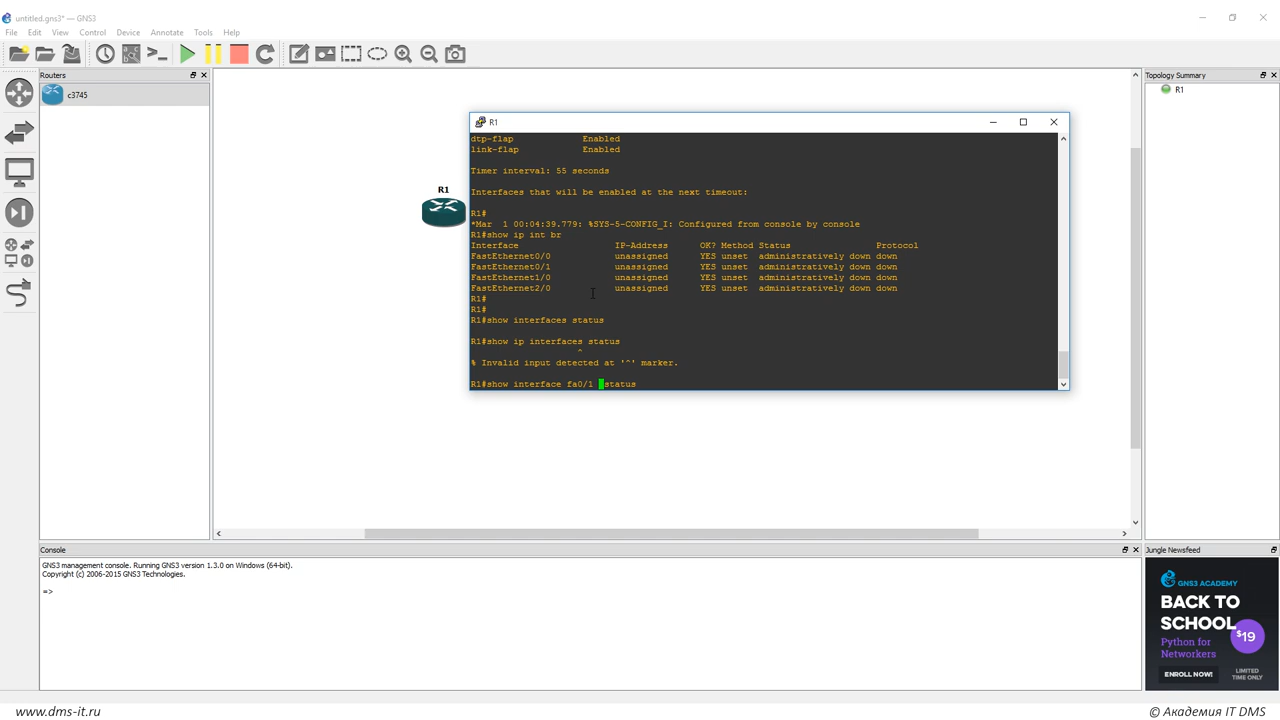 untitled.gns3* — GNS3
File Edit View Control Device Annotate Tools Help
Routers
c3745
R1
R1
dtp-flap Enabled
link-flap Enabled
Timer interval: 55 seconds
Interfaces that will be enabled at the next timeout:
R1#
*Mar 1 00:04:39.779: %SYS-5-CONFIG_I: Configured from console by console
R1#show ip int br
Interface IP-Address OK? Method Status Protocol
FastEthernet0/0 unassigned YES unset administratively down down
FastEthernet0/1 unassigned YES unset administratively down down
FastEthernet1/0 unassigned YES unset administratively down down
FastEthernet2/0 unassigned YES unset administratively down down
R1#
R1#
R1#show interfaces status
R1#show ip interfaces status
^
% Invalid input detected at '^' marker.
R1#show interface fa0/1 status
Topology Summary
R1
Console
GNS3 management console. Running GNS3 version 1.3.0 on Windows (64-bit).
Copyright (c) 2006-2015 GNS3 Technologies.
=>
Jungle Newsfeed
GNS3 ACADEMY
BACK TO
SCHOOL
$19
Python for
Networkers
ENROLL NOW!
LIMITED
TIME ONLY
www.dms-it.ru
© Академия IT DMS